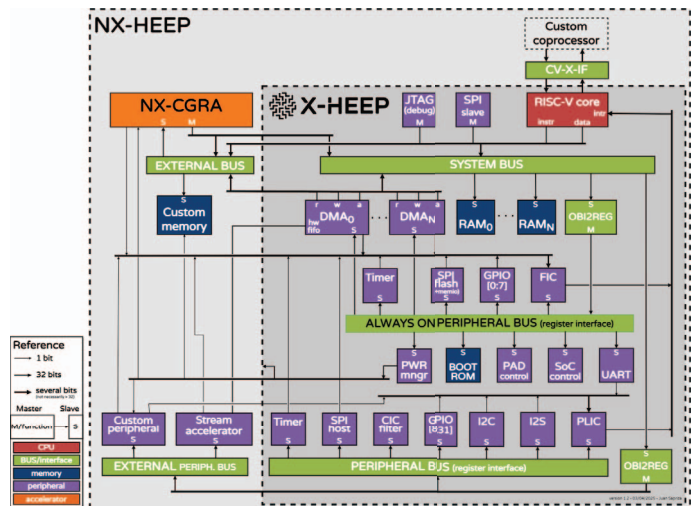 NX-HEEP
Custom
coprocessor
CV-X-IF
NX-CGRA
S M
X-HEEP
JTAG
(debug)
M
SPI
slave
M
RISC-V core
intr
instr data
EXTERNAL BUS
SYSTEM BUS
S
Custom
memory
r w a
DMA0
hw
fifo
S
...
r w a
DMAN
S
S
RAM0
...
S
RAMN
S
OBI2REG
M
Timer
S
SPI
flash
S
GPIO
[0:7]
S
FIC
S
ALWAYS ON PERIPHERAL BUS (register interface)
S
PWR
mngr
S
BOOT
ROM
S
PAD
control
S
SoC
control
S
UART
Reference
1 bit
32 bits
several bits
Master Slave
M/function S
CPU
BUS/interface
memory
peripheral
accelerator
Custom
peripheral
S
Stream
accelerator
S
Timer
S
SPI
host
S
CIC
filter
S
GPIO
[8:31]
S
I2C
S
I2S
S
PLIC
S
EXTERNAL PERIPH. BUS
PERIPHERAL BUS (register interface)
S
OBI2REG
M